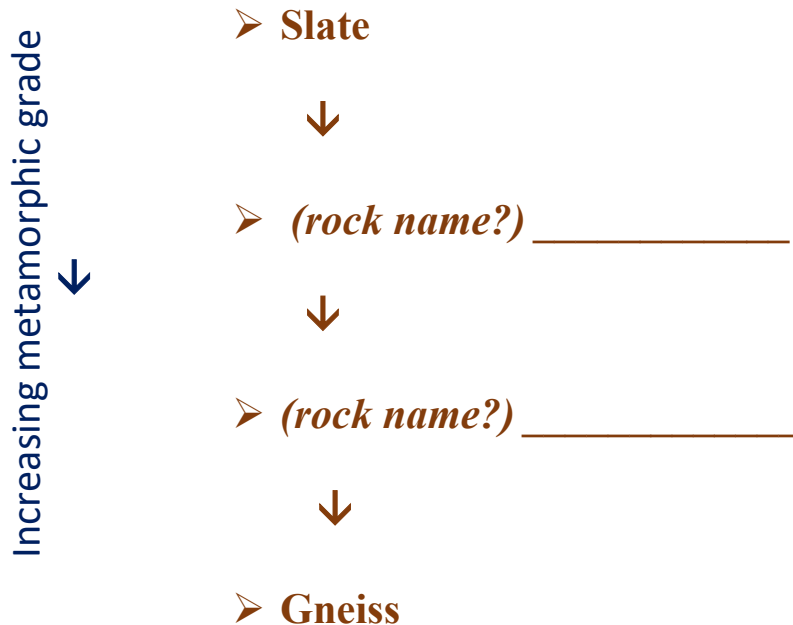 Increasing metamorphic grade
➢ Slate
↓
➢ (rock name?) ____________
↓
➢ (rock name?) _____________
↓
➢ Gneiss